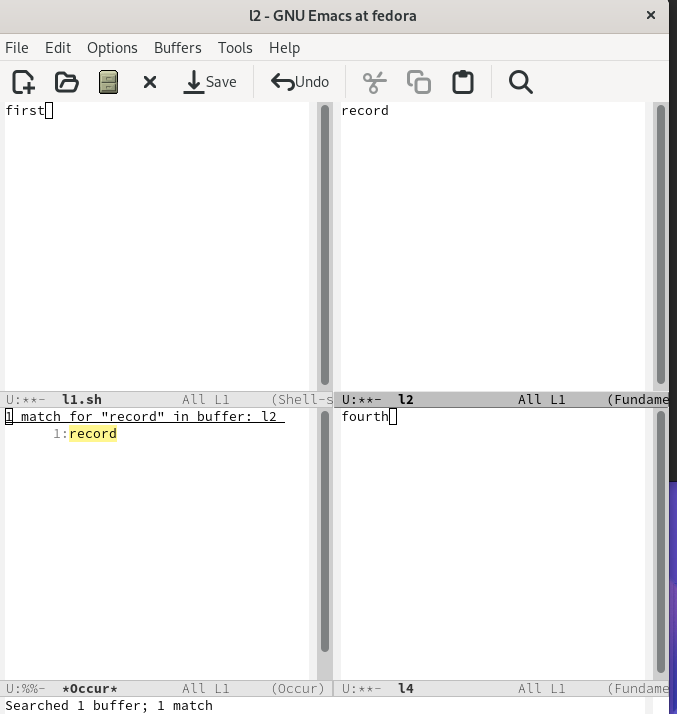 l2 - GNU Emacs at fedora
File Edit Options Buffers Tools Help
Save Undo
first
record
U:**- l1.sh All L1 (Shell-s
U:**- l2 All L1 (Fundame
1 match for "record" in buffer: l2
1:record
fourth
U:%%- *Occur* All L1 (Occur)
U:**- l4 All L1 (Fundame
Searched 1 buffer; 1 match